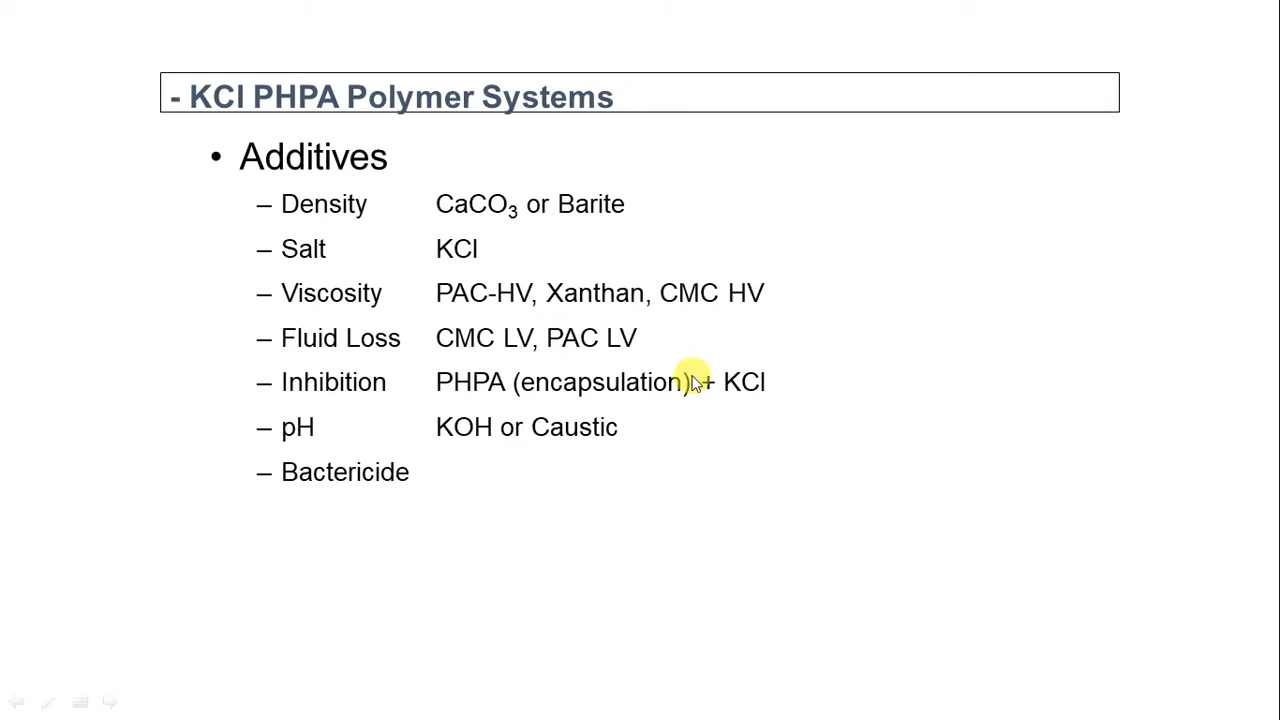 - KCl PHPA Polymer Systems
• Additives
– Density CaCO₃ or Barite
– Salt KCl
– Viscosity PAC-HV, Xanthan, CMC HV
– Fluid Loss CMC LV, PAC LV
– Inhibition PHPA (encapsulation) + KCl
– pH KOH or Caustic
– Bactericide